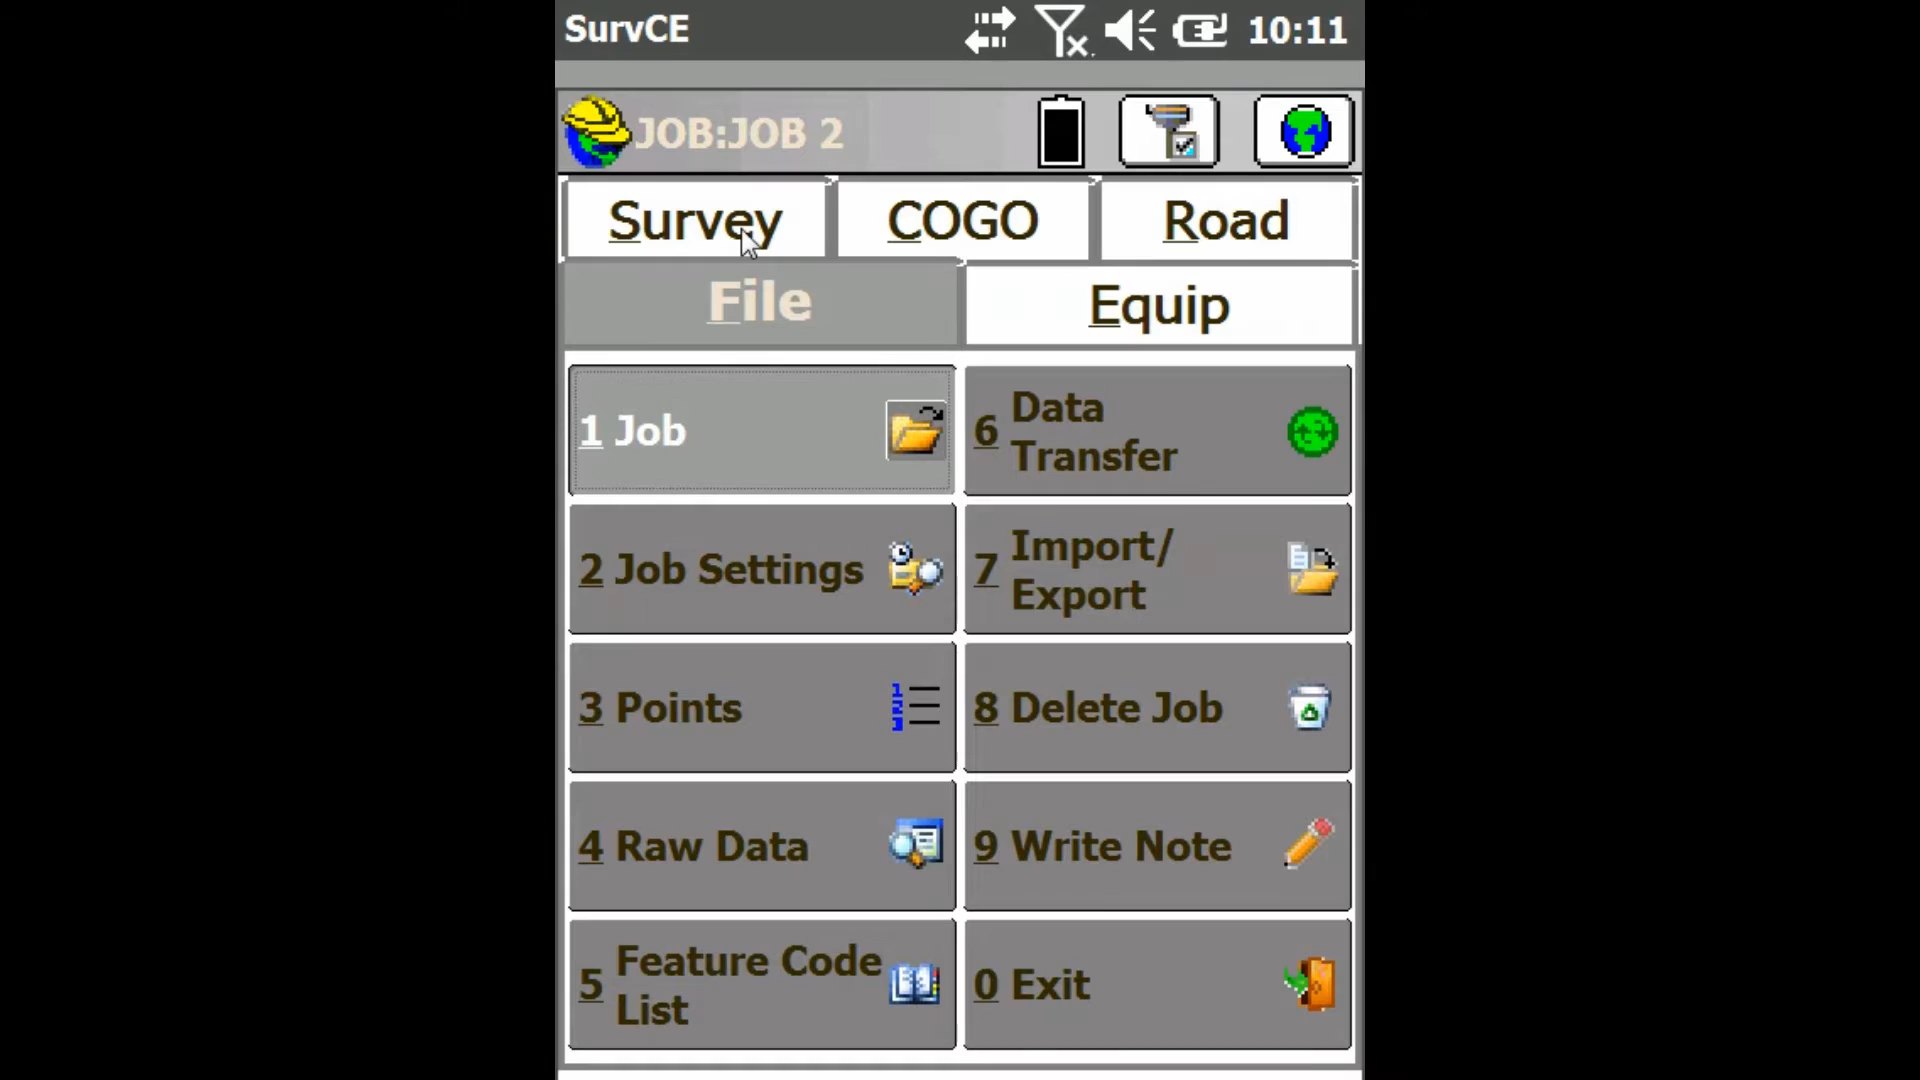 SurvCE 10:11
JOB:JOB 2
Survey COGO Road
File Equip
1 Job
6 Data
Transfer
2 Job Settings
7 Import/
Export
3 Points
8 Delete Job
4 Raw Data
9 Write Note
5 Feature Code
List
0 Exit